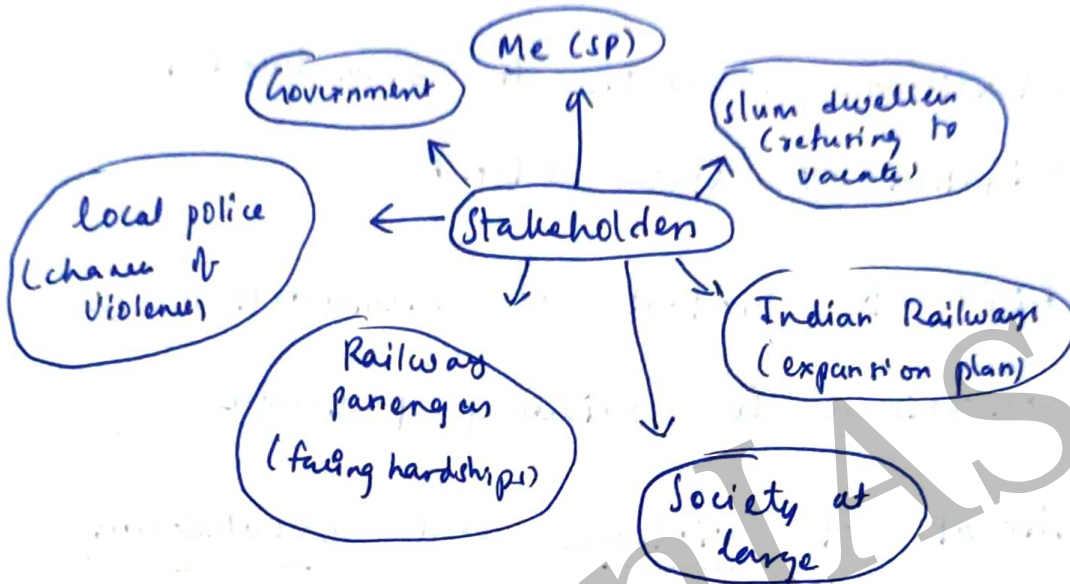 Me (SP)
Government
slum dwellers
(refusing to
vacate)
Stakeholders
local police
(chances of
violence)
Railway
passengers
(facing hardships)
Indian Railways
(expansion plan)
Society at
large
nIAS